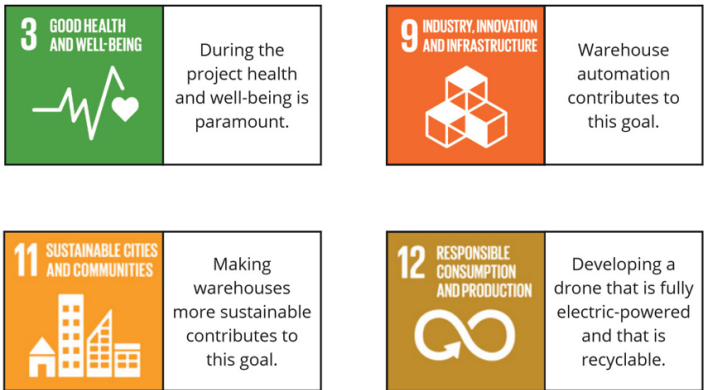 3 GOOD HEALTH
AND WELL-BEING
During the
project health
and well-being is
paramount.
9 INDUSTRY, INNOVATION
AND INFRASTRUCTURE
Warehouse
automation
contributes to
this goal.
11 SUSTAINABLE CITIES
AND COMMUNITIES
Making
warehouses
more sustainable
contributes to
this goal.
12 RESPONSIBLE
CONSUMPTION
AND PRODUCTION
Developing a
drone that is fully
electric-powered
and that is
recyclable.